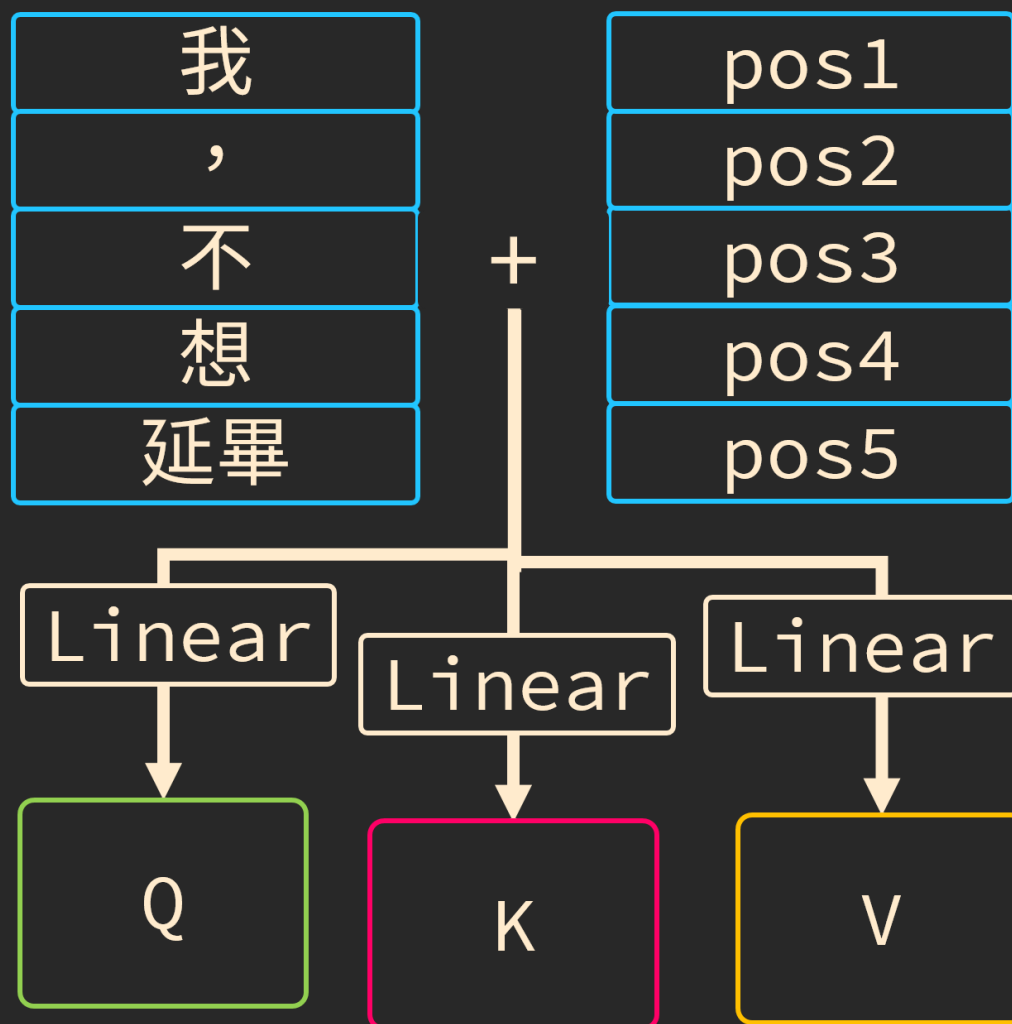 我
，
不
想
延畢
+
pos1
pos2
pos3
pos4
pos5
Linear
Linear
Linear
Q
K
V